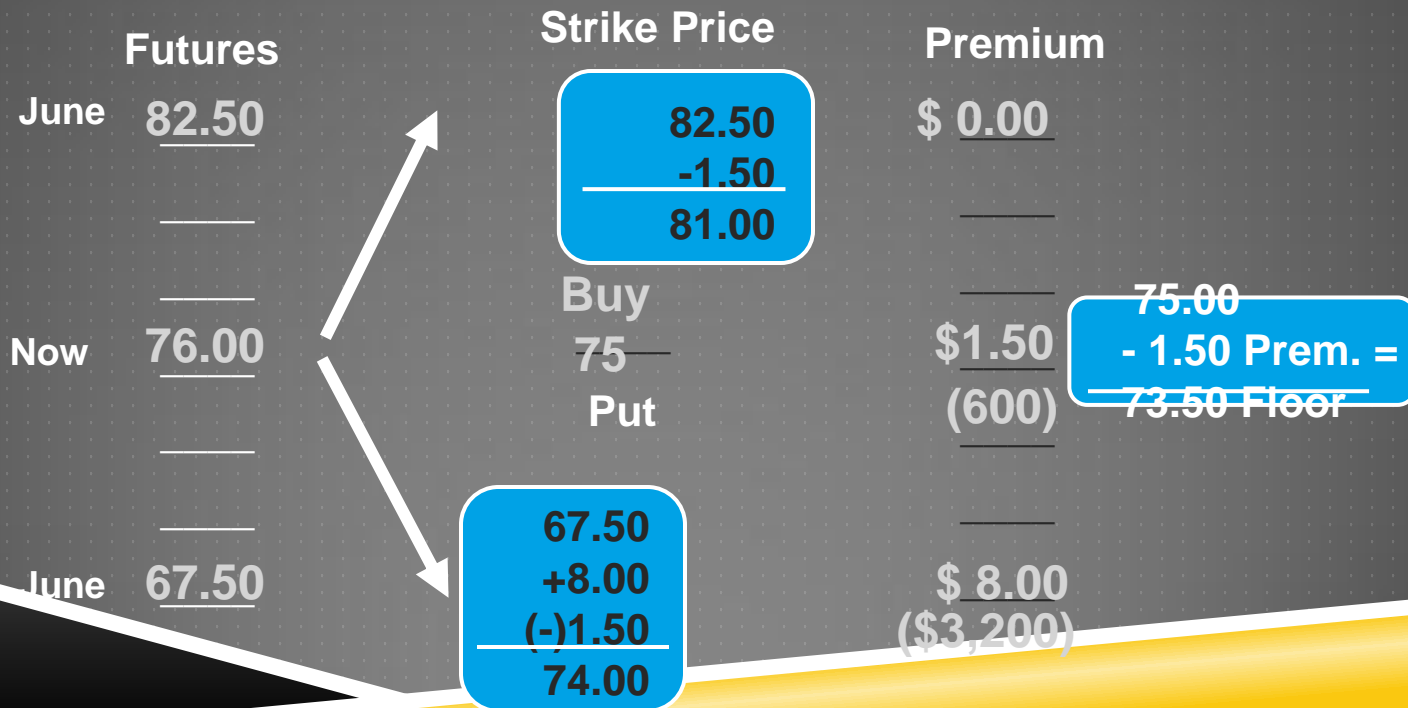 Strike Price
Futures
Premium
June 82.50
$ 0.00
82.50
-1.50
81.00
Buy
75
Put
Now 76.00
$1.50
(600)
75.00
- 1.50 Prem. =
73.50 Floor
67.50
+8.00
(-)1.50
74.00
June 67.50
$ 8.00
($3,200)